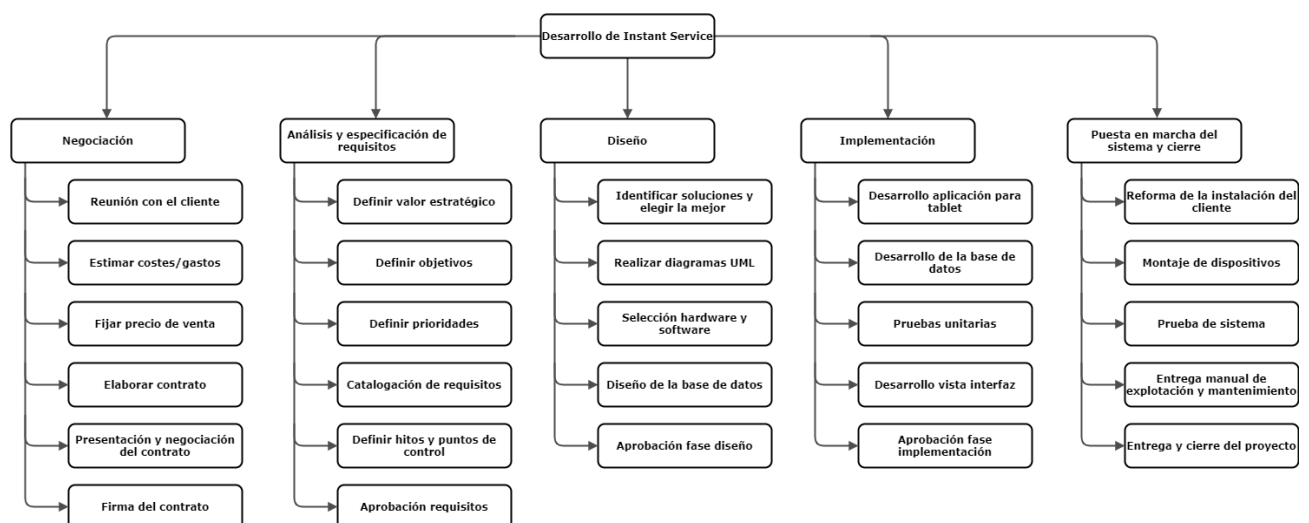 Desarrollo de Instant Service
Negociación
Reunión con el cliente
Estimar costes/gastos
Fijar precio de venta
Elaborar contrato
Presentación y negociación
del contrato
Firma del contrato
Análisis y especificación de
requisitos
Definir valor estratégico
Definir objetivos
Definir prioridades
Catalogación de requisitos
Definir hitos y puntos de
control
Aprobación requisitos
Diseño
Identificar soluciones y
elegir la mejor
Realizar diagramas UML
Selección hardware y
software
Diseño de la base de datos
Aprobación fase diseño
Implementación
Desarrollo aplicación para
tablet
Desarrollo de la base de
datos
Pruebas unitarias
Desarrollo vista interfaz
Aprobación fase
implementación
Puesta en marcha del
sistema y cierre
Reforma de la instalación del
cliente
Montaje de dispositivos
Prueba de sistema
Entrega manual de
explotación y mantenimiento
Entrega y cierre del proyecto